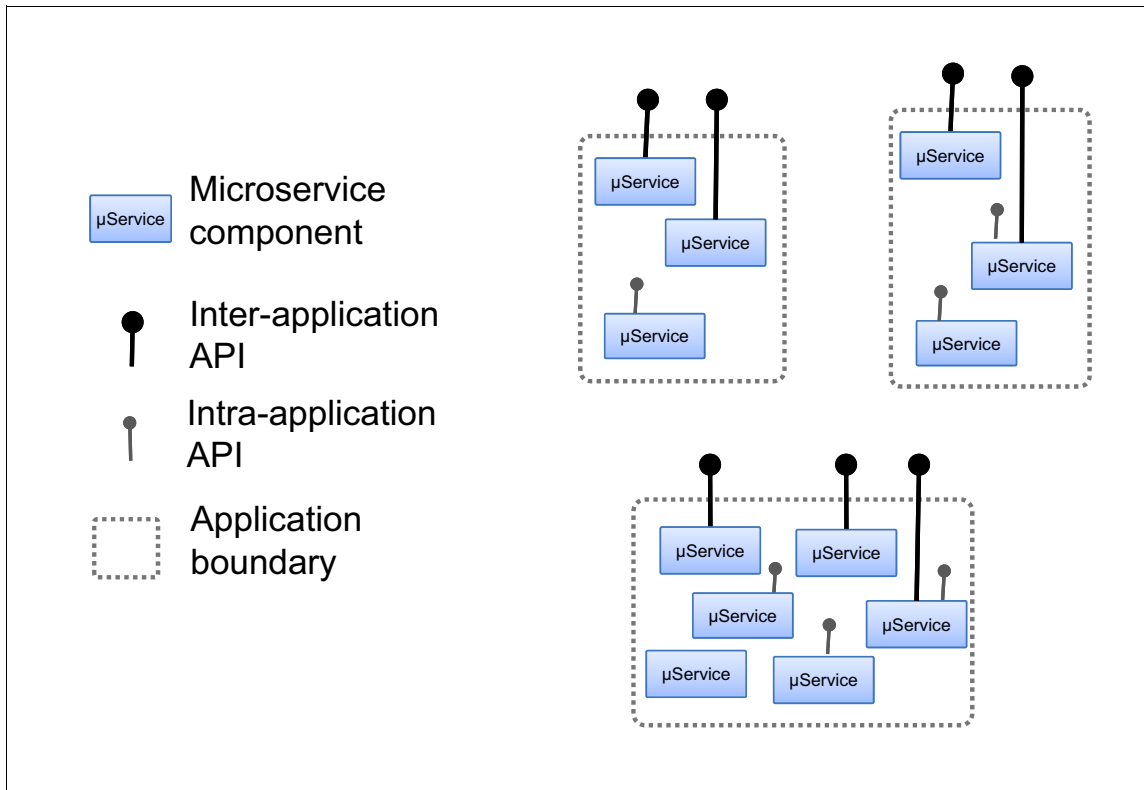 µService
Microservice
component
Inter-application
API
Intra-application
API
Application
boundary
µService
µService
µService
µService
µService
µService
µService
µService
µService
µService
µService
µService